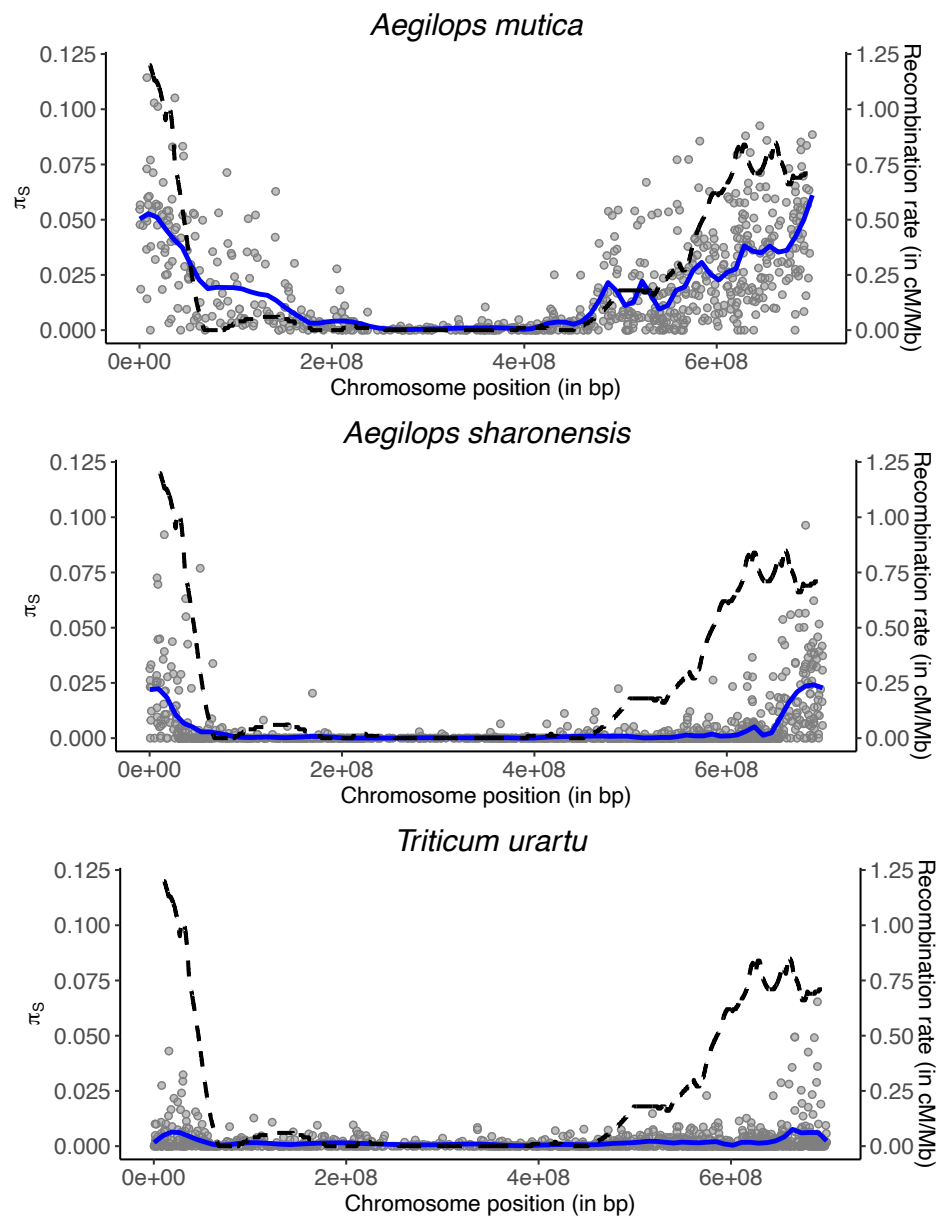 Aegilops mutica
0.125
0.100
0.075
0.050
0.025
0.000
πS
1.25
1.00
0.75
0.50
0.25
0.00
Recombination rate (in cM/Mb)
0e+00 2e+08 4e+08 6e+08
Chromosome position (in bp)
Aegilops sharonensis
0.125
0.100
0.075
0.050
0.025
0.000
πS
1.25
1.00
0.75
0.50
0.25
0.00
Recombination rate (in cM/Mb)
0e+00 2e+08 4e+08 6e+08
Chromosome position (in bp)
Triticum urartu
0.125
0.100
0.075
0.050
0.025
0.000
πS
1.25
1.00
0.75
0.50
0.25
0.00
Recombination rate (in cM/Mb)
0e+00 2e+08 4e+08 6e+08
Chromosome position (in bp)